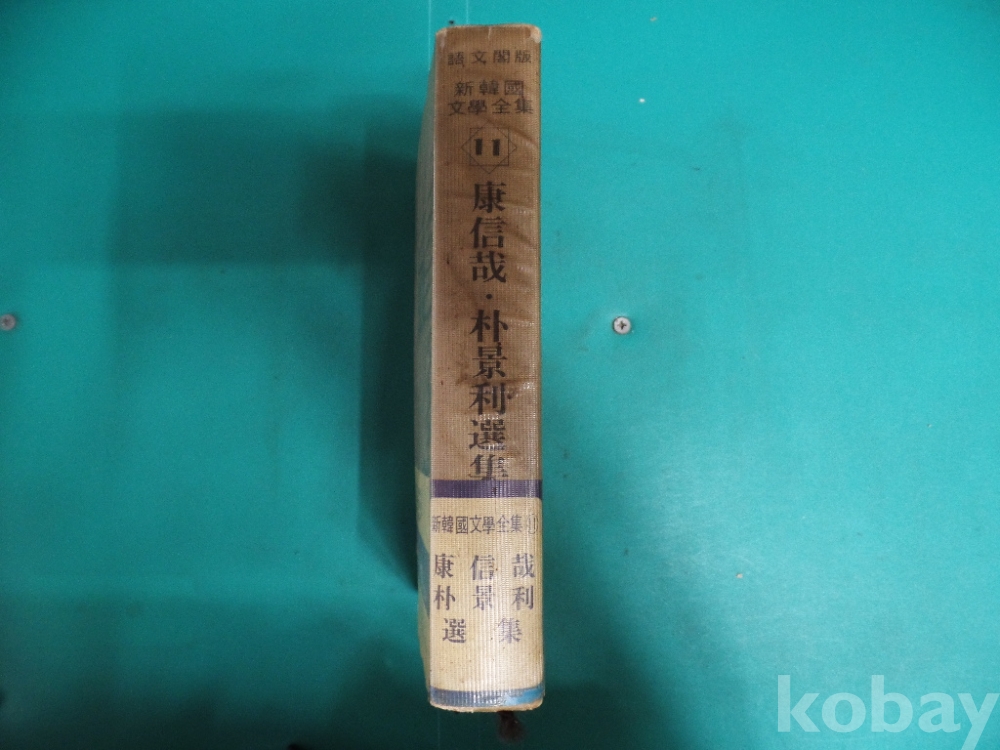 語文閣版
新韓國
文學全集
11
康信哉·朴景利選集
新韓國文學全集 11
康信哉
朴景利
選集
kobay